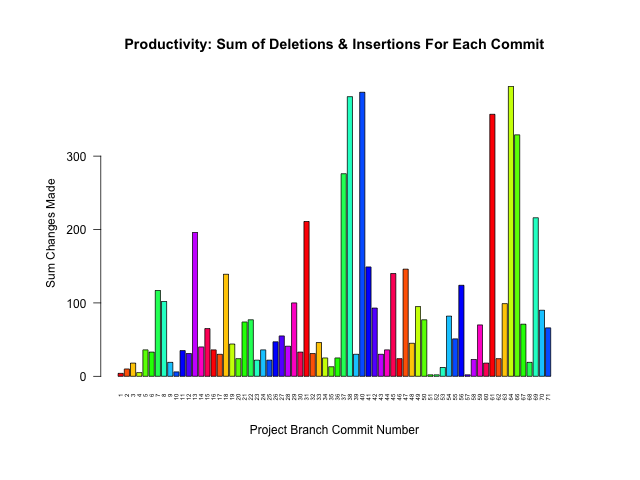 Productivity: Sum of Deletions & Insertions For Each Commit
Sum Changes Made
300
200
100
0
1 2 3 4 5 6 7 8 9 10 11 12 13 14 15 16 17 18 19 20 21 22 23 24 25 26 27 28 29 30 31 32 33 34 35 36 37 38 39 40 41 42 43 44 45 46 47 48 49 50 51 52 53 54 55 56 57 58 59 60 61 62 63 64 65 66 67 68 69 70 71
Project Branch Commit Number